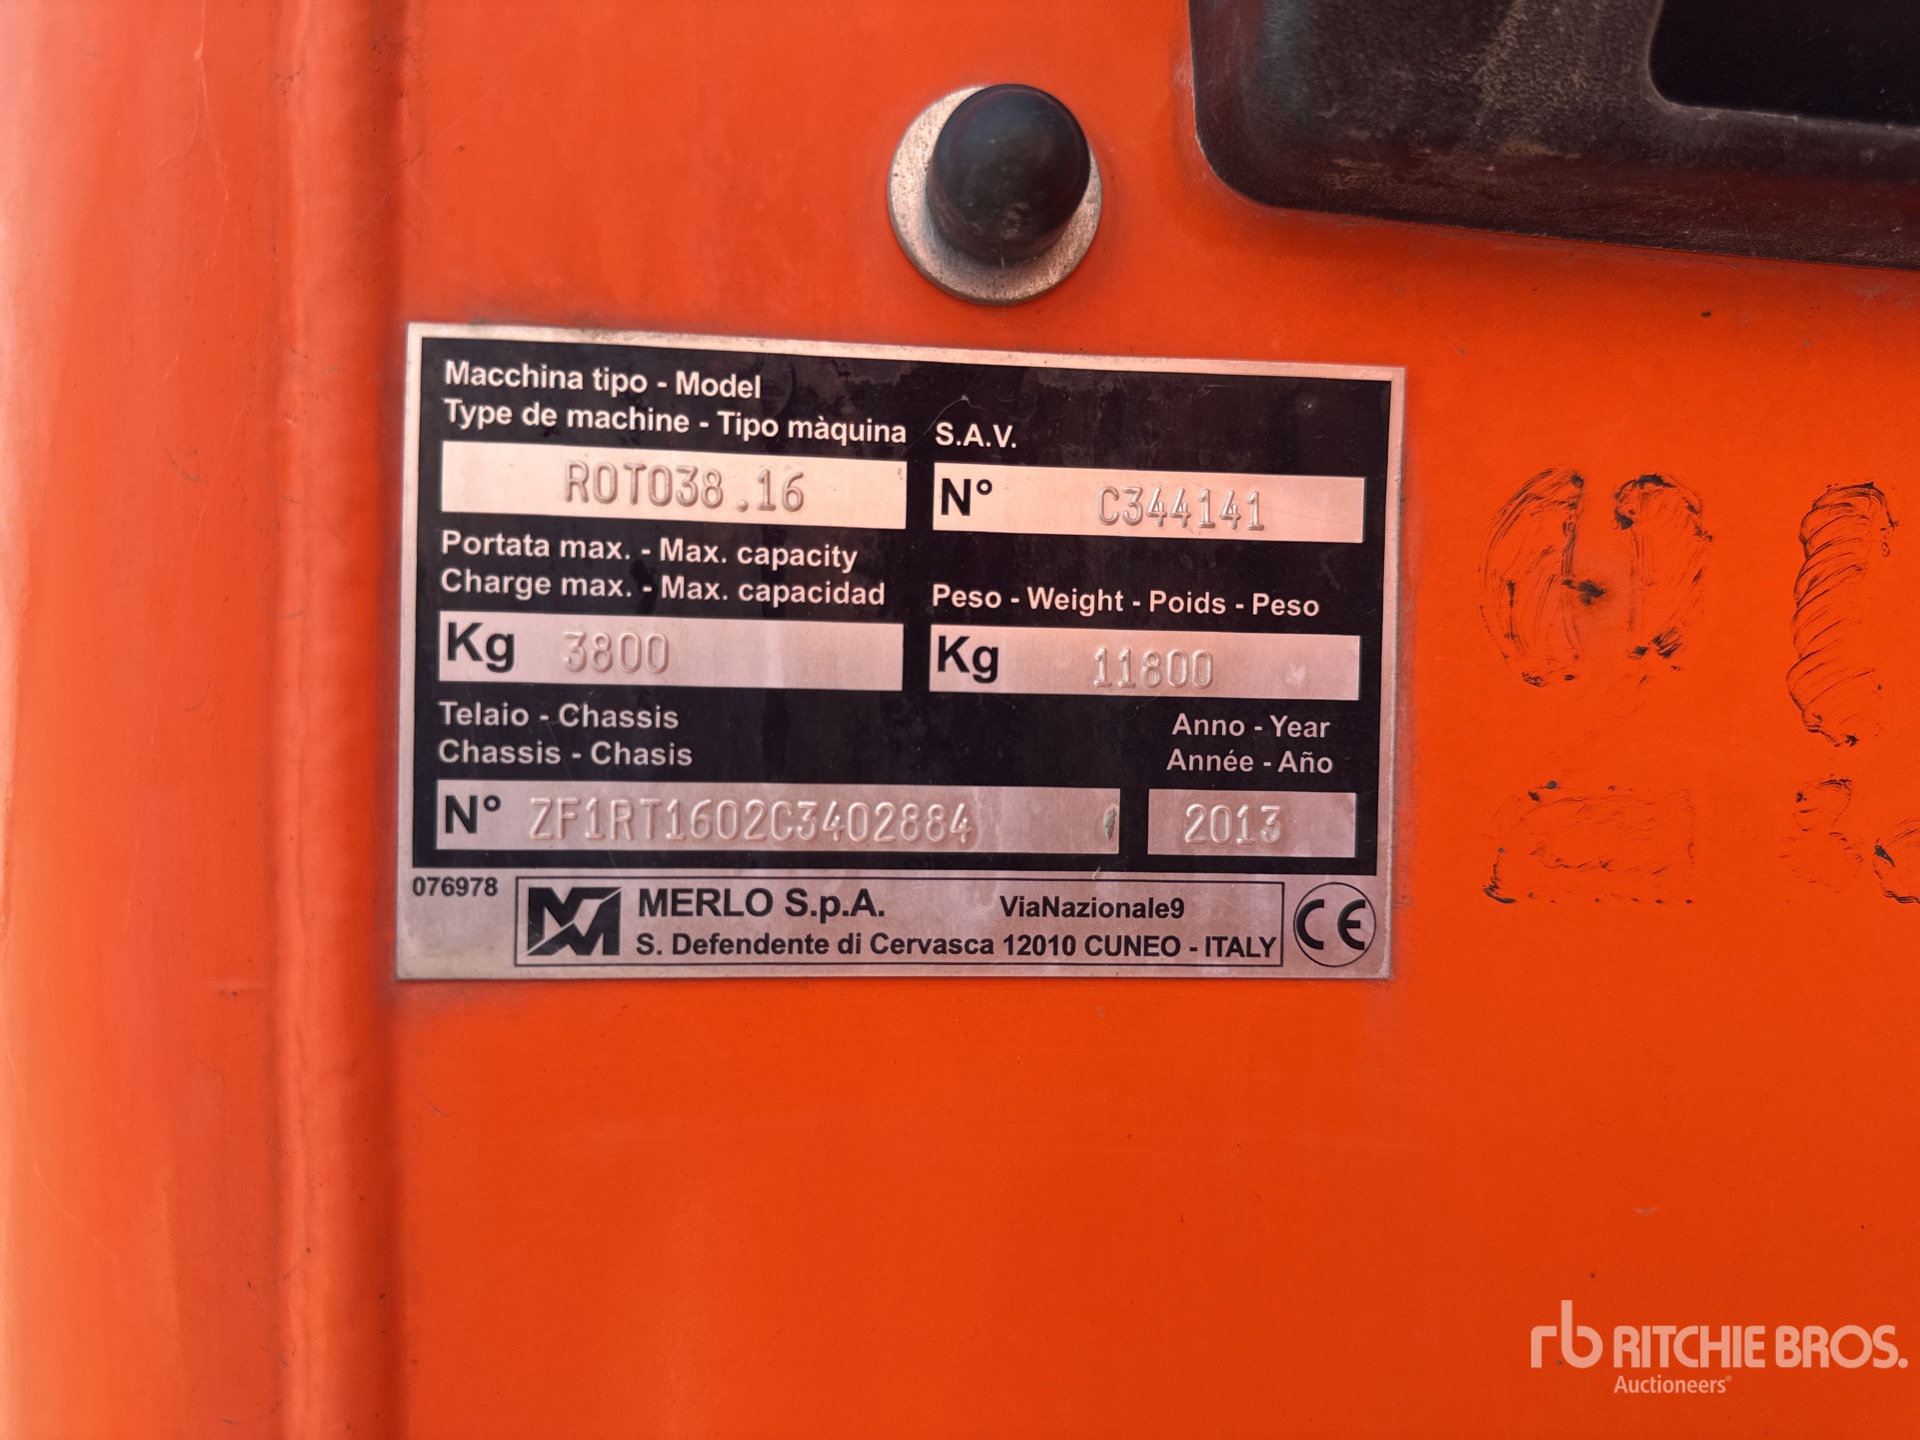 Macchina tipo - Model
Type de machine - Tipo màquina
S.A.V.
ROTO38.16
N° C344141
Portata max. - Max. capacity
Charge max. - Max. capacidad
Peso - Weight - Poids - Peso
Kg 3800
Kg 11800
Telaio - Chassis
Chassis - Chasis
Anno - Year
Année - Año
N° ZF1RT1602C3402884
2013
076978
MERLO S.p.A. ViaNazionale9
S. Defendente di Cervasca 12010 CUNEO - ITALY
CE
rb RITCHIE BROS.
Auctioneers